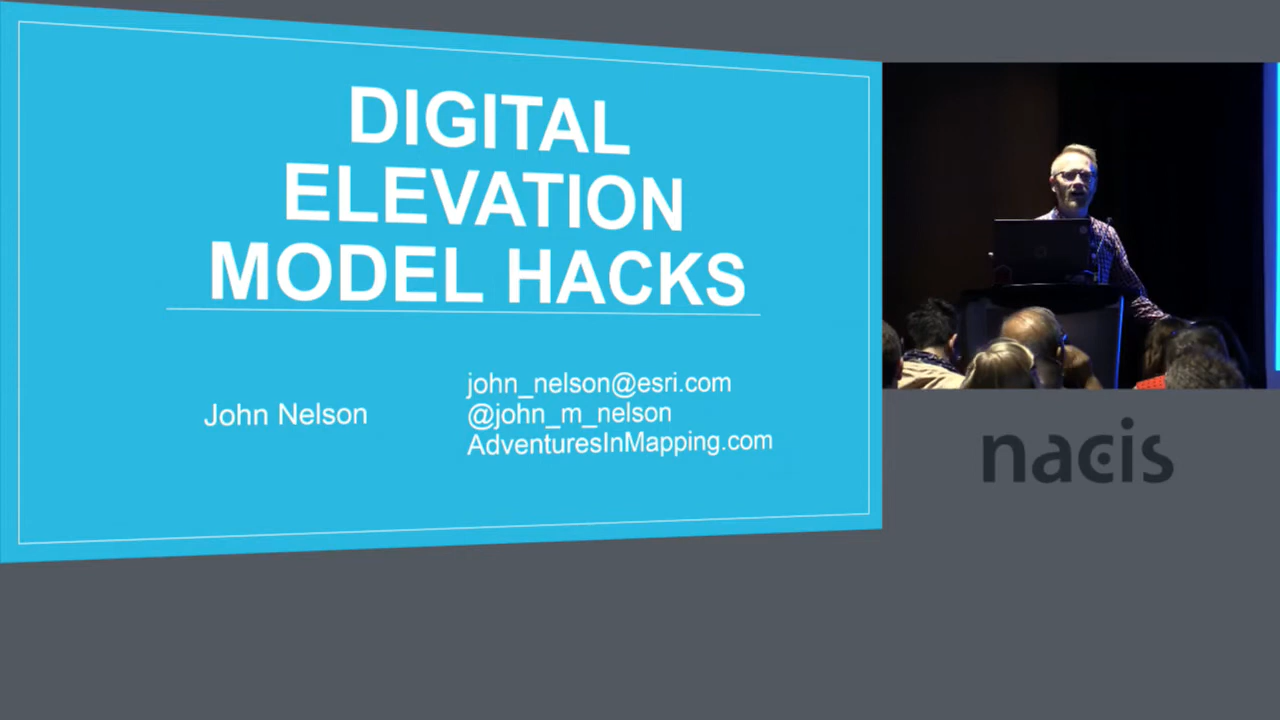 DIGITAL
ELEVATION
MODEL HACKS
John Nelson
john_nelson@esri.com
@john_m_nelson
AdventuresInMapping.com
nacis